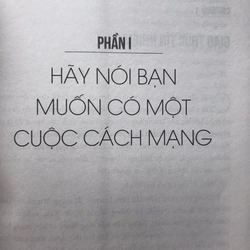 PHẦN I
HÃY NÓI BẠN
MUỐN CÓ MỘT
CUỘC CÁCH MẠNG